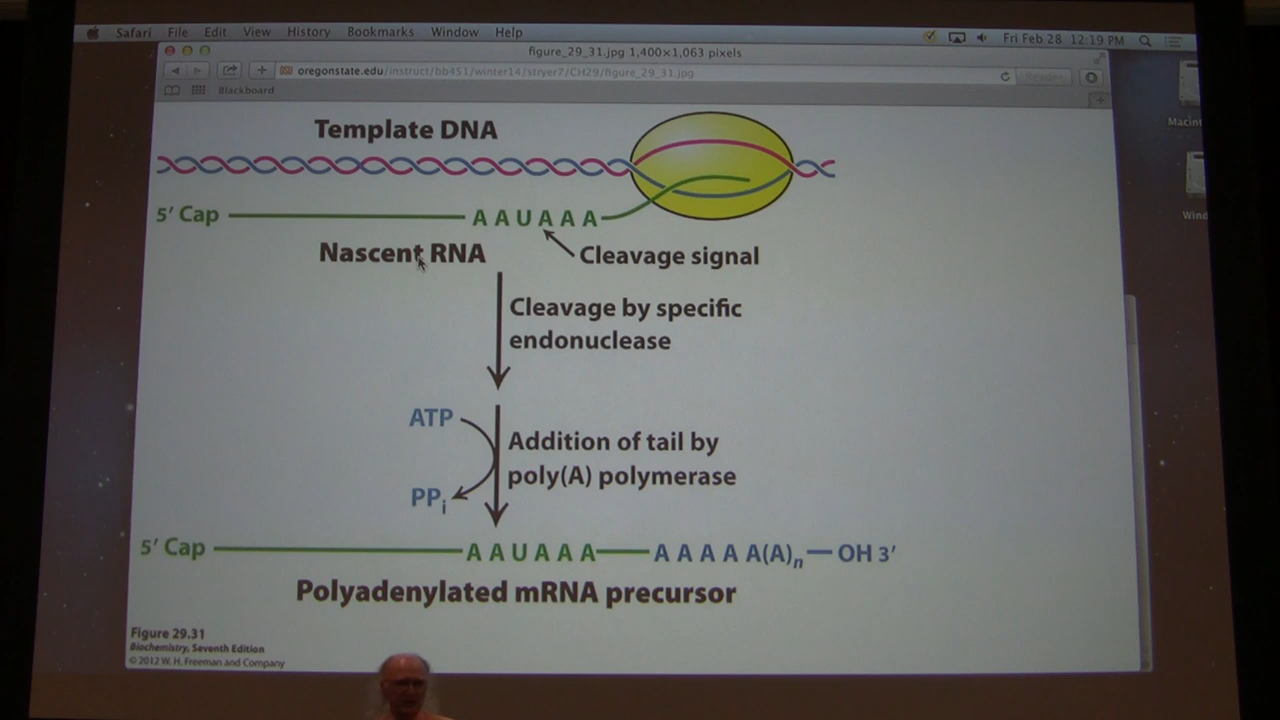 Safari File Edit View History Bookmarks Window Help Fri Feb 28 12:19 PM
figure_29_31.jpg 1,400×1,063 pixels
oregonstate.edu/instruct/bb451/winter14/stryer7/CH29/figure_29_31.jpg Reader
Blackboard
Macint
Wind
Template DNA
5′ Cap A A U A A A
Nascent RNA
Cleavage signal
Cleavage by specific
endonuclease
ATP
Addition of tail by
poly(A) polymerase
PPi
5′ Cap A A U A A A A A A A A(A)n OH 3′
Polyadenylated mRNA precursor
Figure 29.31
Biochemistry, Seventh Edition
© 2012 W. H. Freeman and Company